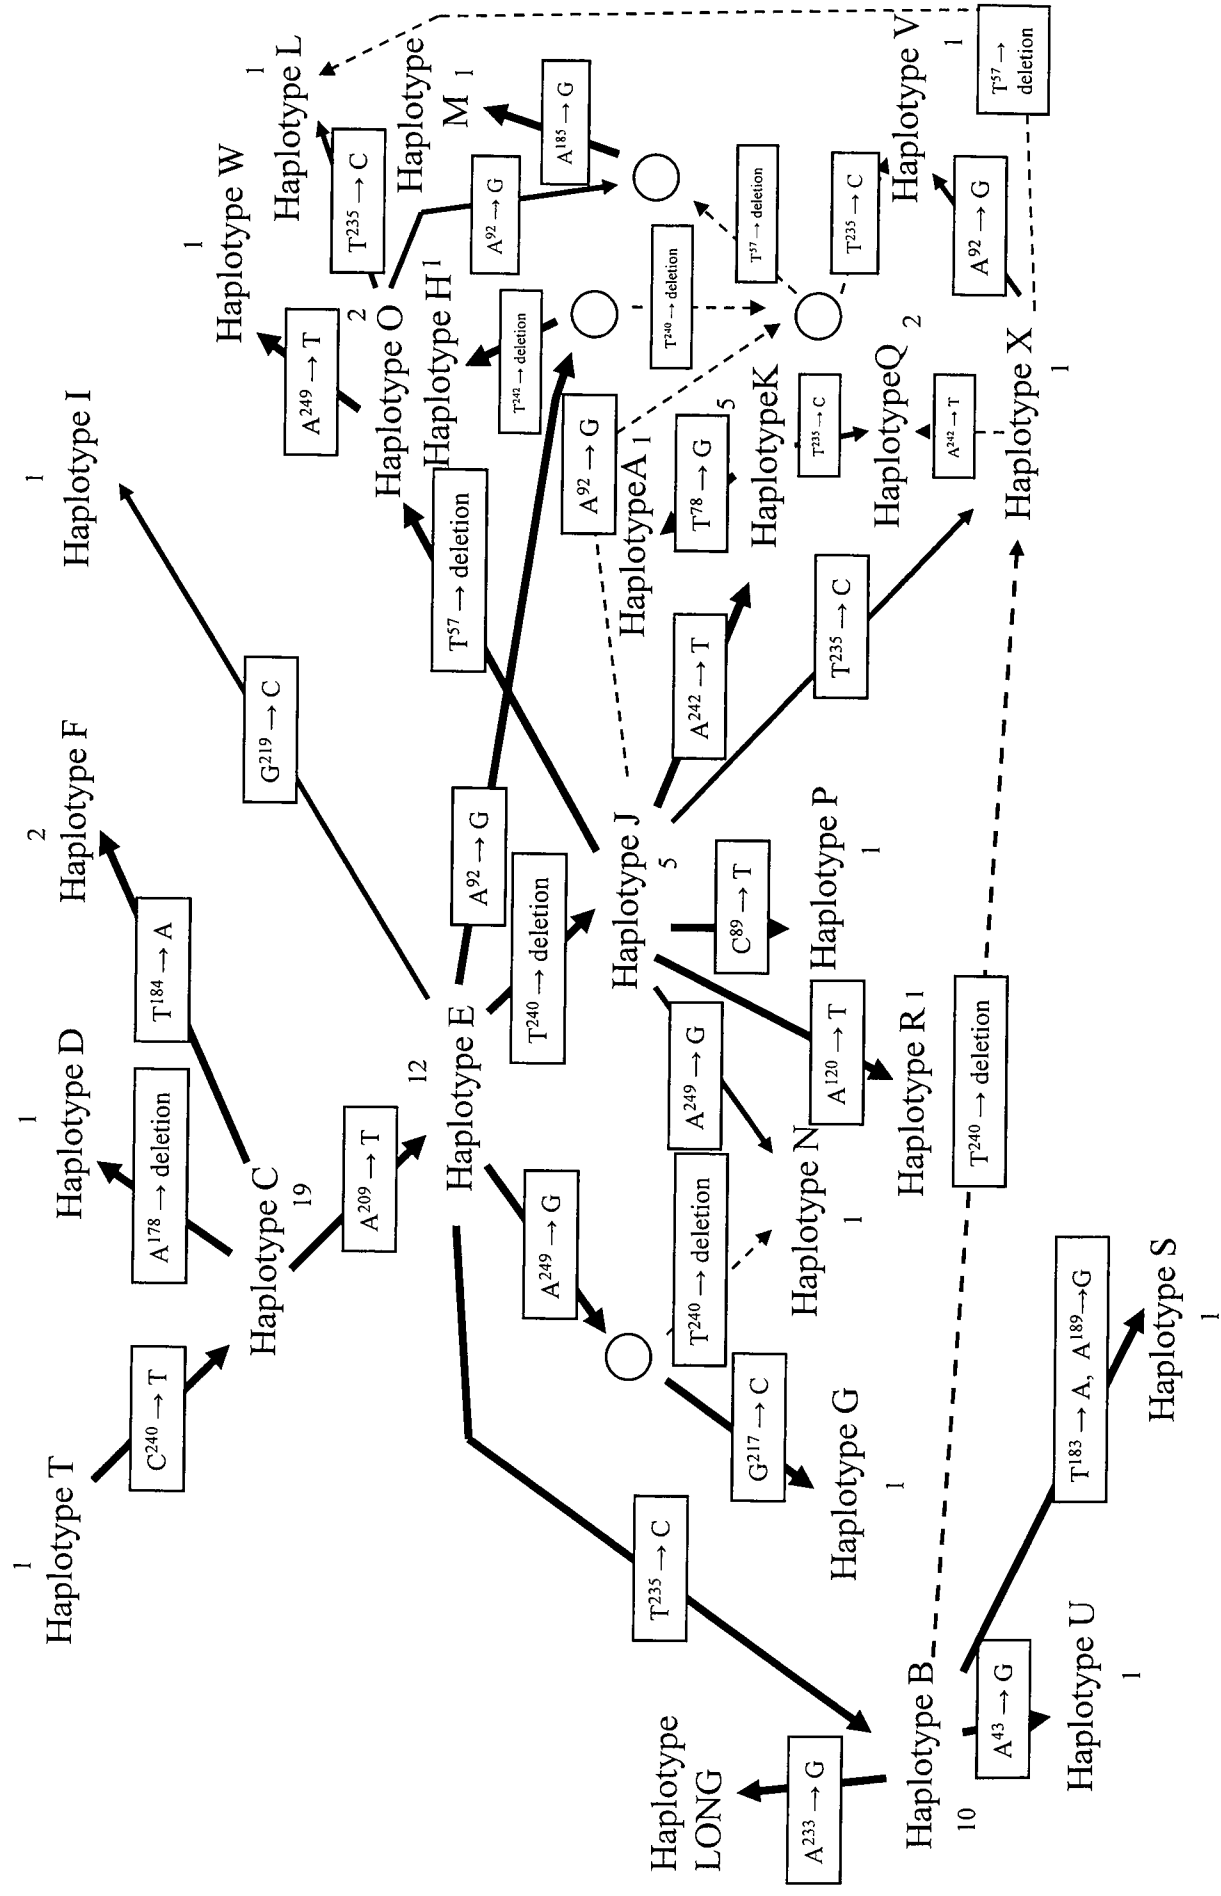 1
Haplotype T
C240 → T
1
Haplotype D
A178 → deletion
2
Haplotype F
T184 → A
1
Haplotype I
G219 → C
Haplotype C
19
A209 → T
12
Haplotype E
A92 → G
T240 → deletion
A249 → G
T235 → C
1
Haplotype W
A249 → T
1
Haplotype L
T235 → C
2
Haplotype O
T57 → deletion
Haplotype
M 1
A185 → G
A92 → G
Haplotype H 1
T242 → deletion
T240 → deletion
T57 → deletion
A92 → G
HaplotypeA 1
T78 → G
HaplotypeK
5
A242 → T
T235 → C
HaplotypeQ
2
A242 → T
T235 → C
Haplotype V
1
A92 → G
T57 →
deletion
Haplotype X
1
T235 → C
Haplotype J
5
C89 → T
Haplotype P
1
A249 → G
A120 → T
Haplotype R 1
T240 → deletion
Haplotype N
1
G217 → C
Haplotype G
1
T240 → deletion
Haplotype
LONG
A233 → G
Haplotype B
10
A43 → G
Haplotype U
1
T183 → A, A189→G
Haplotype S
1